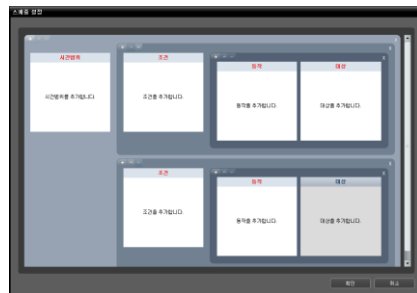 스케줄 설정
시간범위
시간범위를 추가합니다.
조건
조건을 추가합니다.
동작
동작을 추가합니다.
대상
대상을 추가합니다.
조건
조건을 추가합니다.
동작
동작을 추가합니다.
대상
대상을 추가합니다.
확인
취소